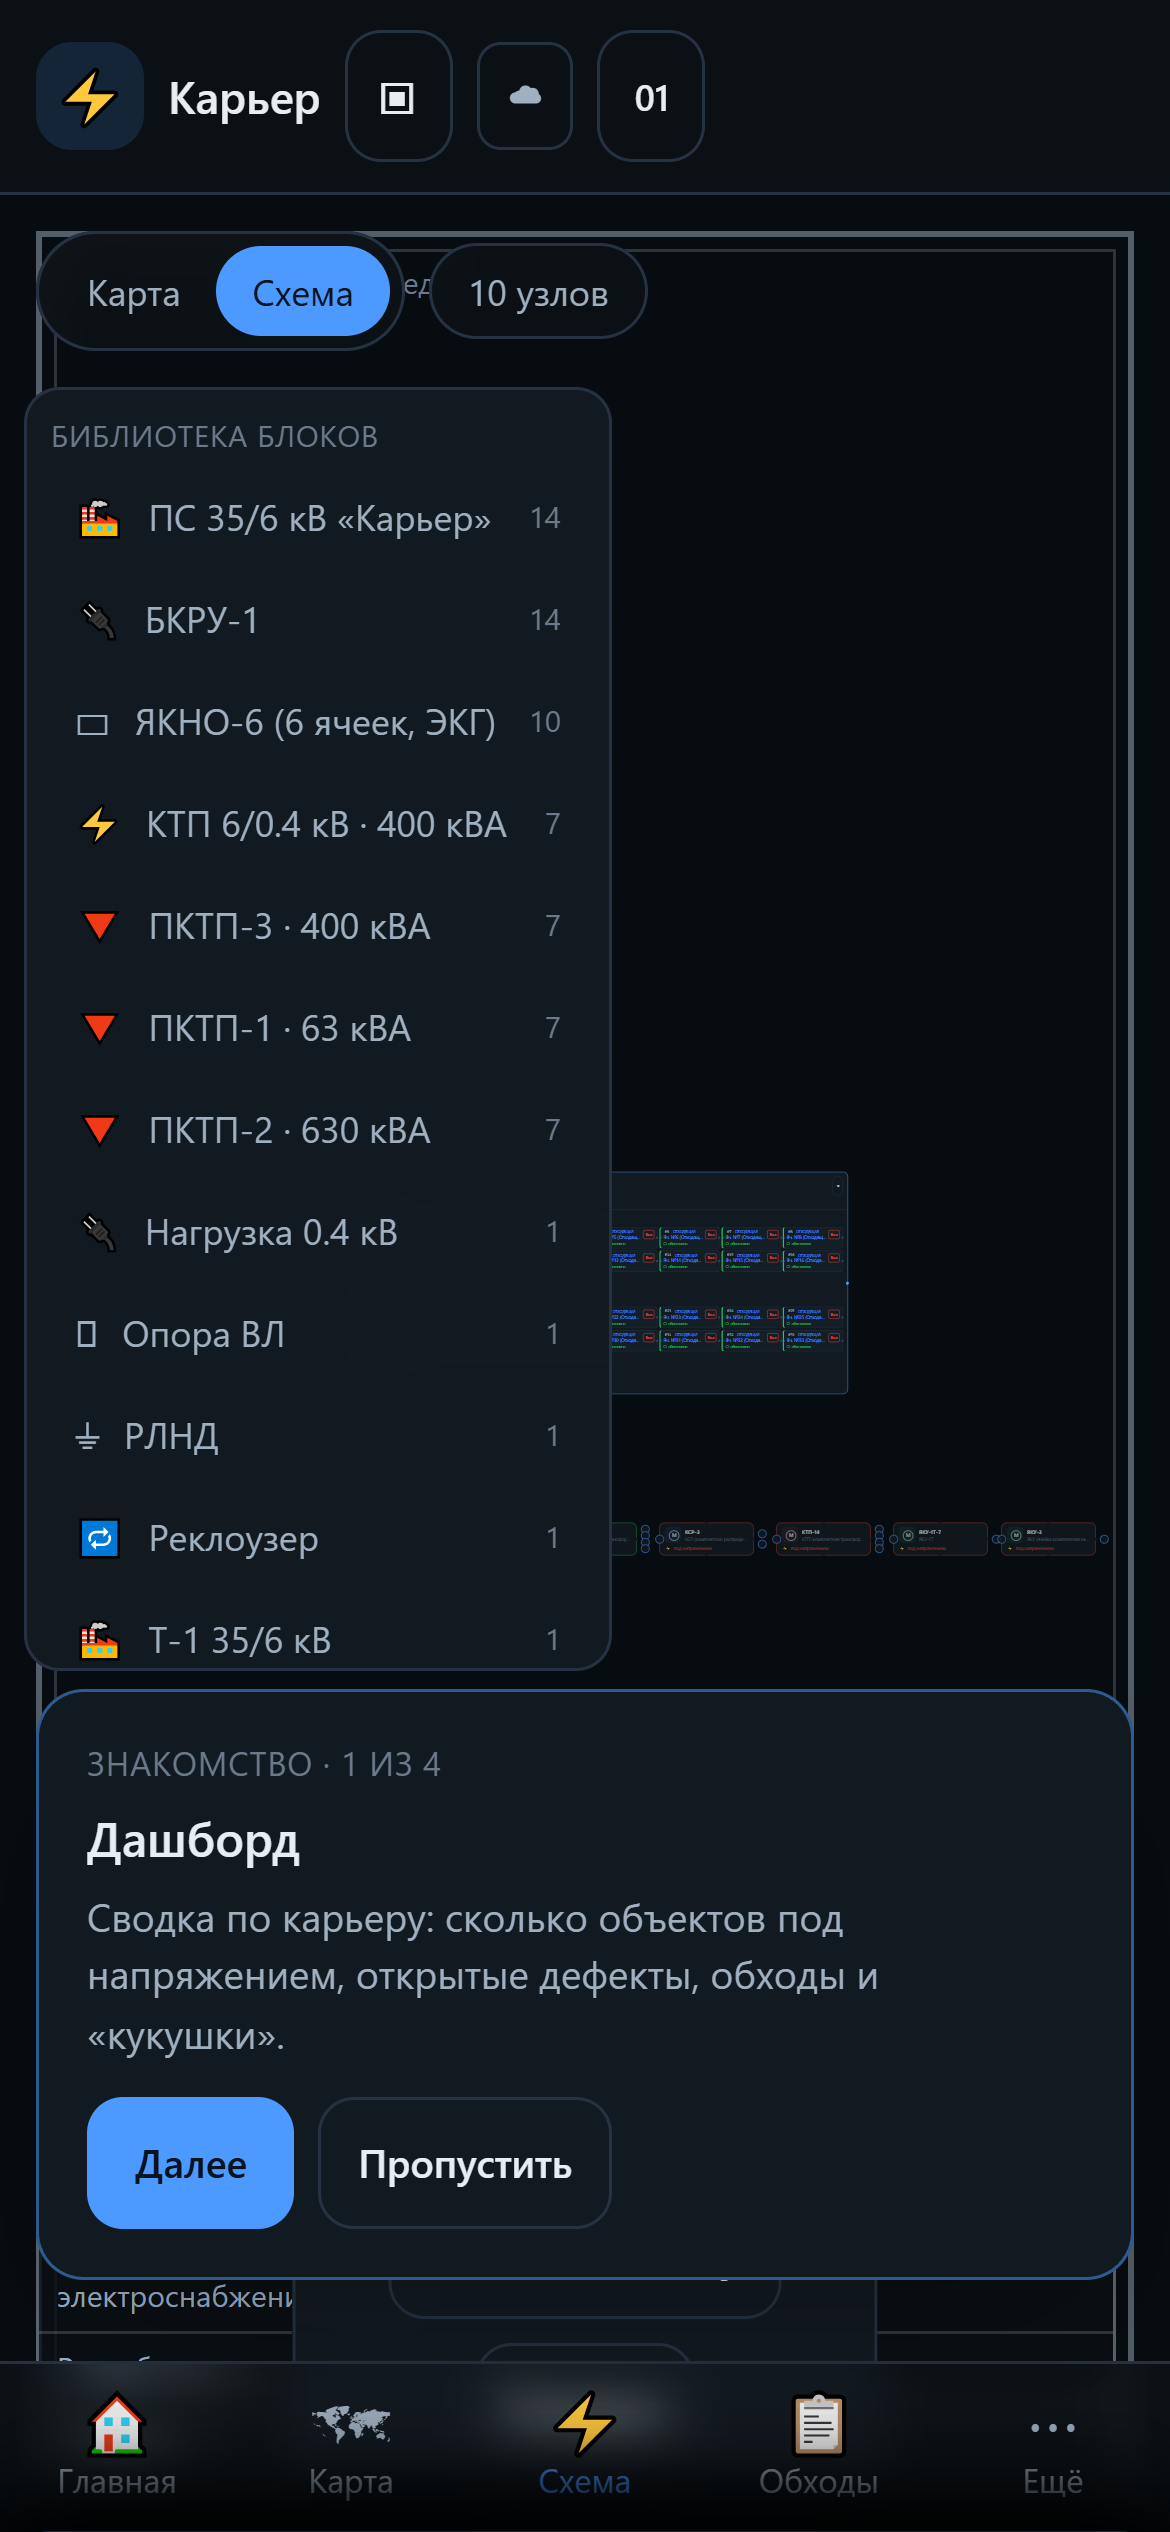 Карьер
01
Карта
Схема
10 узлов
БИБЛИОТЕКА БЛОКОВ
ПС 35/6 кВ «Карьер» 14
БКРУ-1 14
ЯКНО-6 (6 ячеек, ЭКГ) 10
КТП 6/0.4 кВ · 400 кВА 7
ПКТП-3 · 400 кВА 7
ПКТП-1 · 63 кВА 7
ПКТП-2 · 630 кВА 7
Нагрузка 0.4 кВ 1
Опора ВЛ 1
РЛНД 1
Реклоузер 1
Т-1 35/6 кВ 1
ЗНАКОМСТВО · 1 ИЗ 4
Дашборд
Сводка по карьеру: сколько объектов под
напряжением, открытые дефекты, обходы и
«кукушки».
Далее
Пропустить
Главная
Карта
Схема
Обходы
Ещё